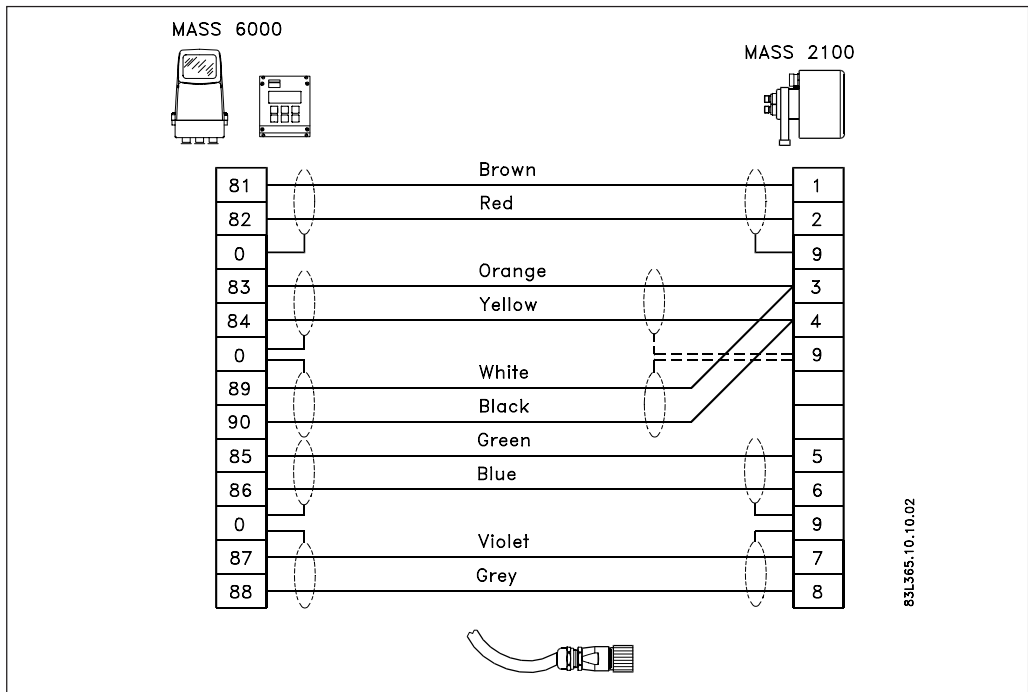 MASS 6000
MASS 2100
81 Brown 1
82 Red 2
0 9
83 Orange 3
84 Yellow 4
0 9
89 White
90 Black
85 Green 5
86 Blue 6
0 9
87 Violet 7
88 Grey 8
83L365.10.10.02